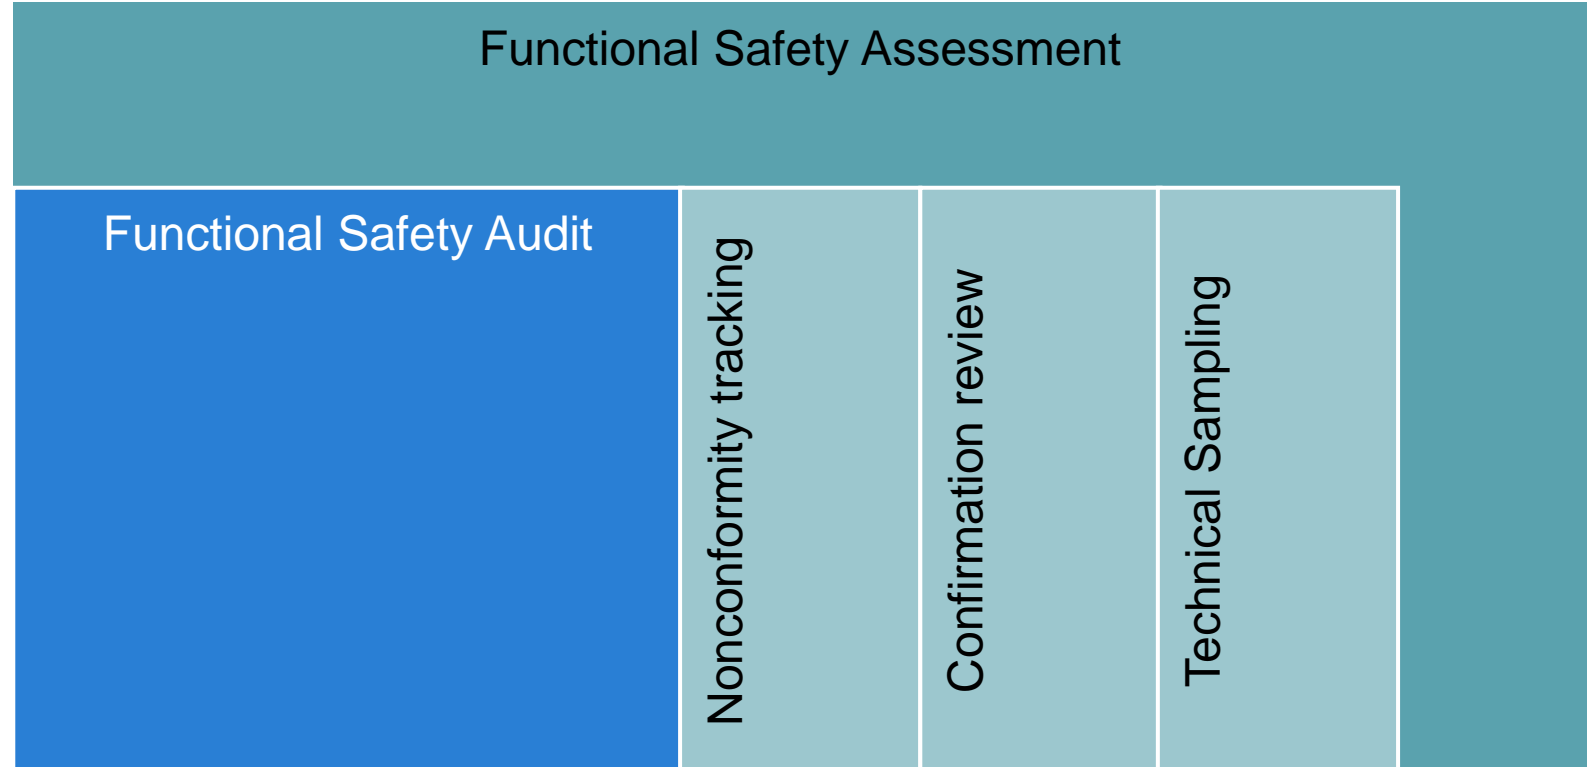 Functional Safety Assessment
Functional Safety Audit
Nonconformity tracking
Confirmation review
Technical Sampling